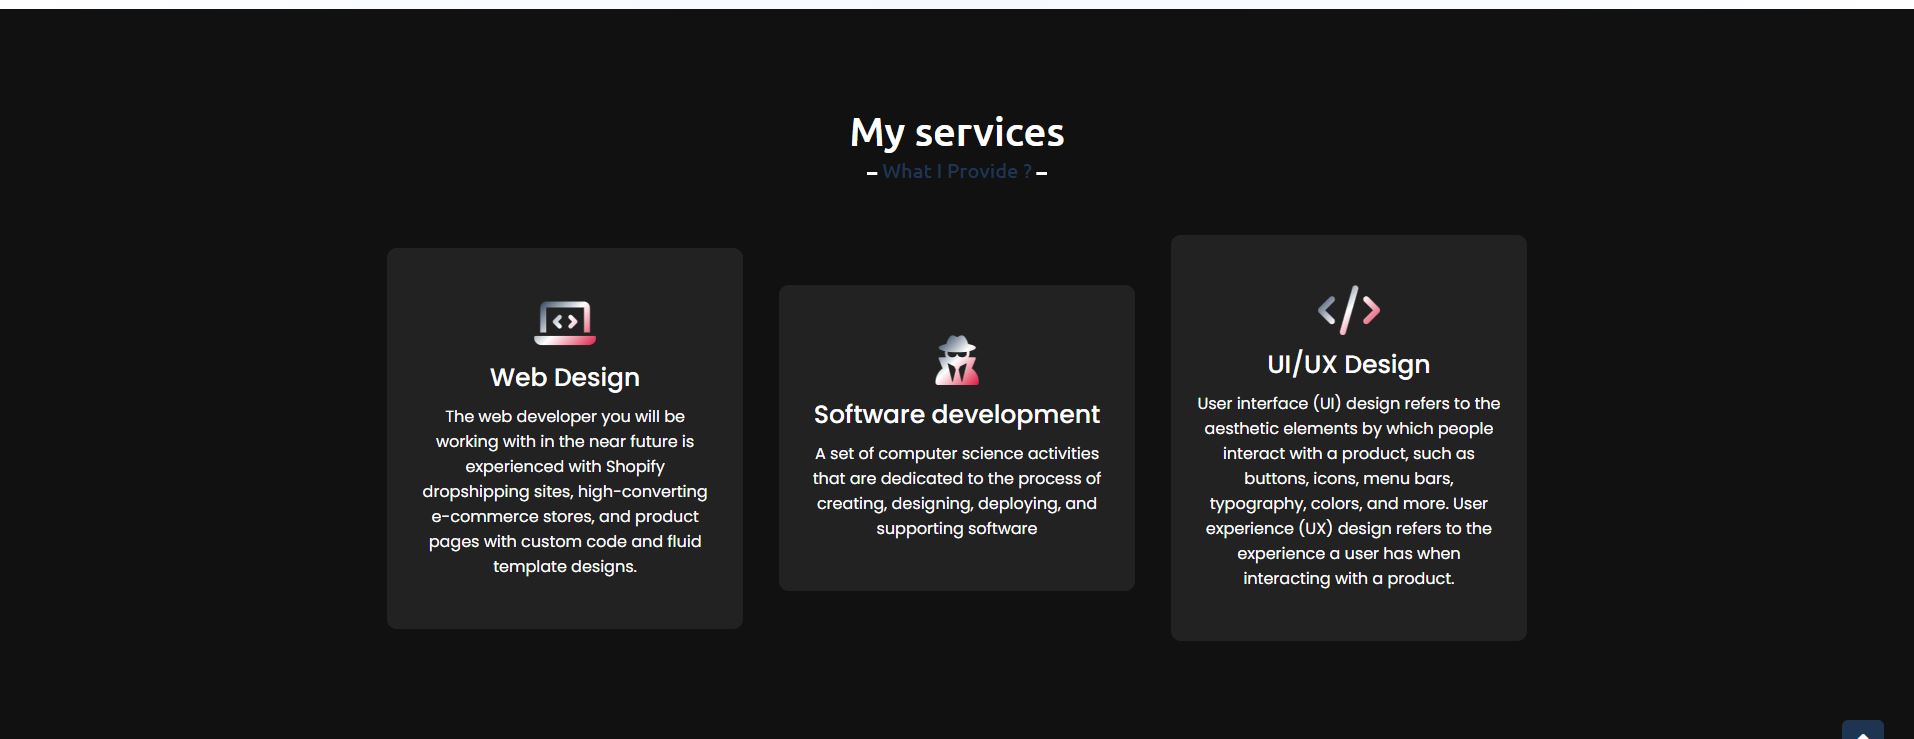 My services
– What I Provide ? –
Web Design
The web developer you will be
working with in the near future is
experienced with Shopify
dropshipping sites, high-converting
e-commerce stores, and product
pages with custom code and fluid
template designs.
Software development
A set of computer science activities
that are dedicated to the process of
creating, designing, deploying, and
supporting software
UI/UX Design
User interface (UI) design refers to the
aesthetic elements by which people
interact with a product, such as
buttons, icons, menu bars,
typography, colors, and more. User
experience (UX) design refers to the
experience a user has when
interacting with a product.